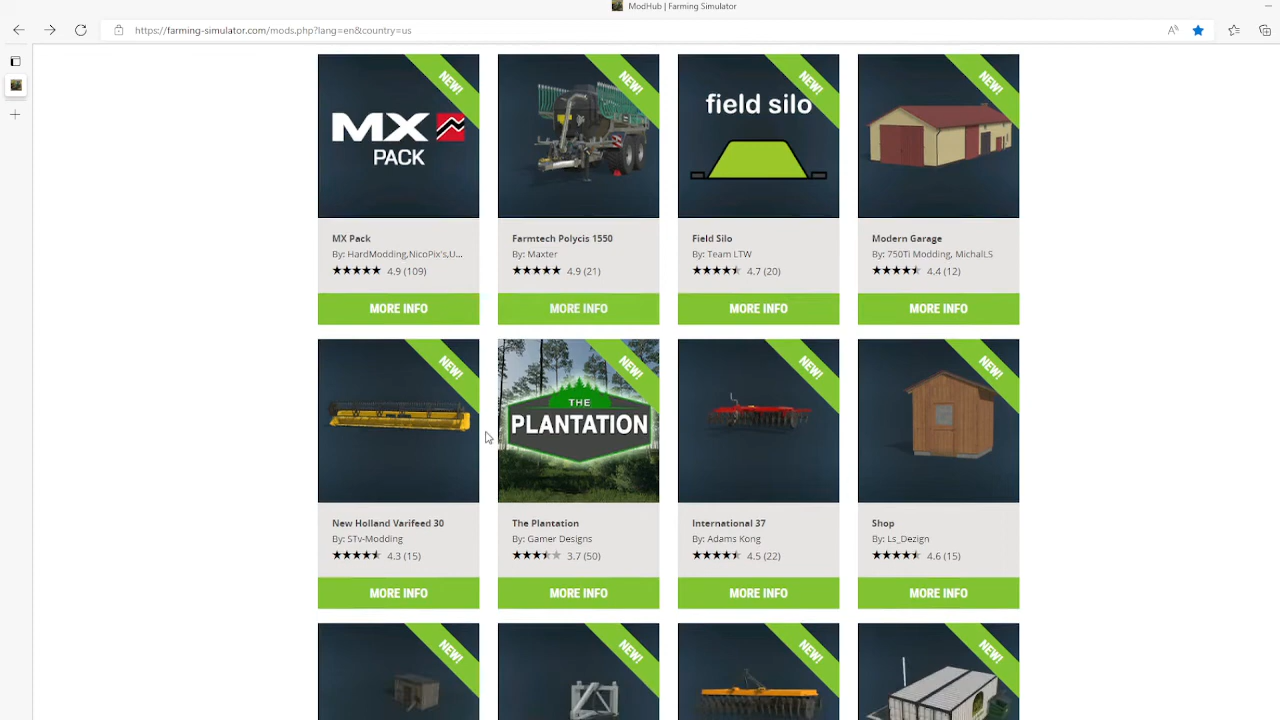 ModHub | Farming Simulator
https://farming-simulator.com/mods.php?lang=en&country=us
NEW! NEW! NEW! NEW!
MX
PACK
field silo
MX Pack
By: HardModding,NicoPix's,U...
4.9 (109)
MORE INFO
Farmtech Polycis 1550
By: Maxter
4.9 (21)
MORE INFO
Field Silo
By: Team LTW
4.7 (20)
MORE INFO
Modern Garage
By: 750Ti Modding, MichalLS
4.4 (12)
MORE INFO
NEW! NEW! NEW! NEW!
THE
PLANTATION
New Holland Varifeed 30
By: STv-Modding
4.3 (15)
MORE INFO
The Plantation
By: Gamer Designs
3.7 (50)
MORE INFO
International 37
By: Adams Kong
4.5 (22)
MORE INFO
Shop
By: Ls_Dezign
4.6 (15)
MORE INFO
NEW! NEW! NEW! NEW!